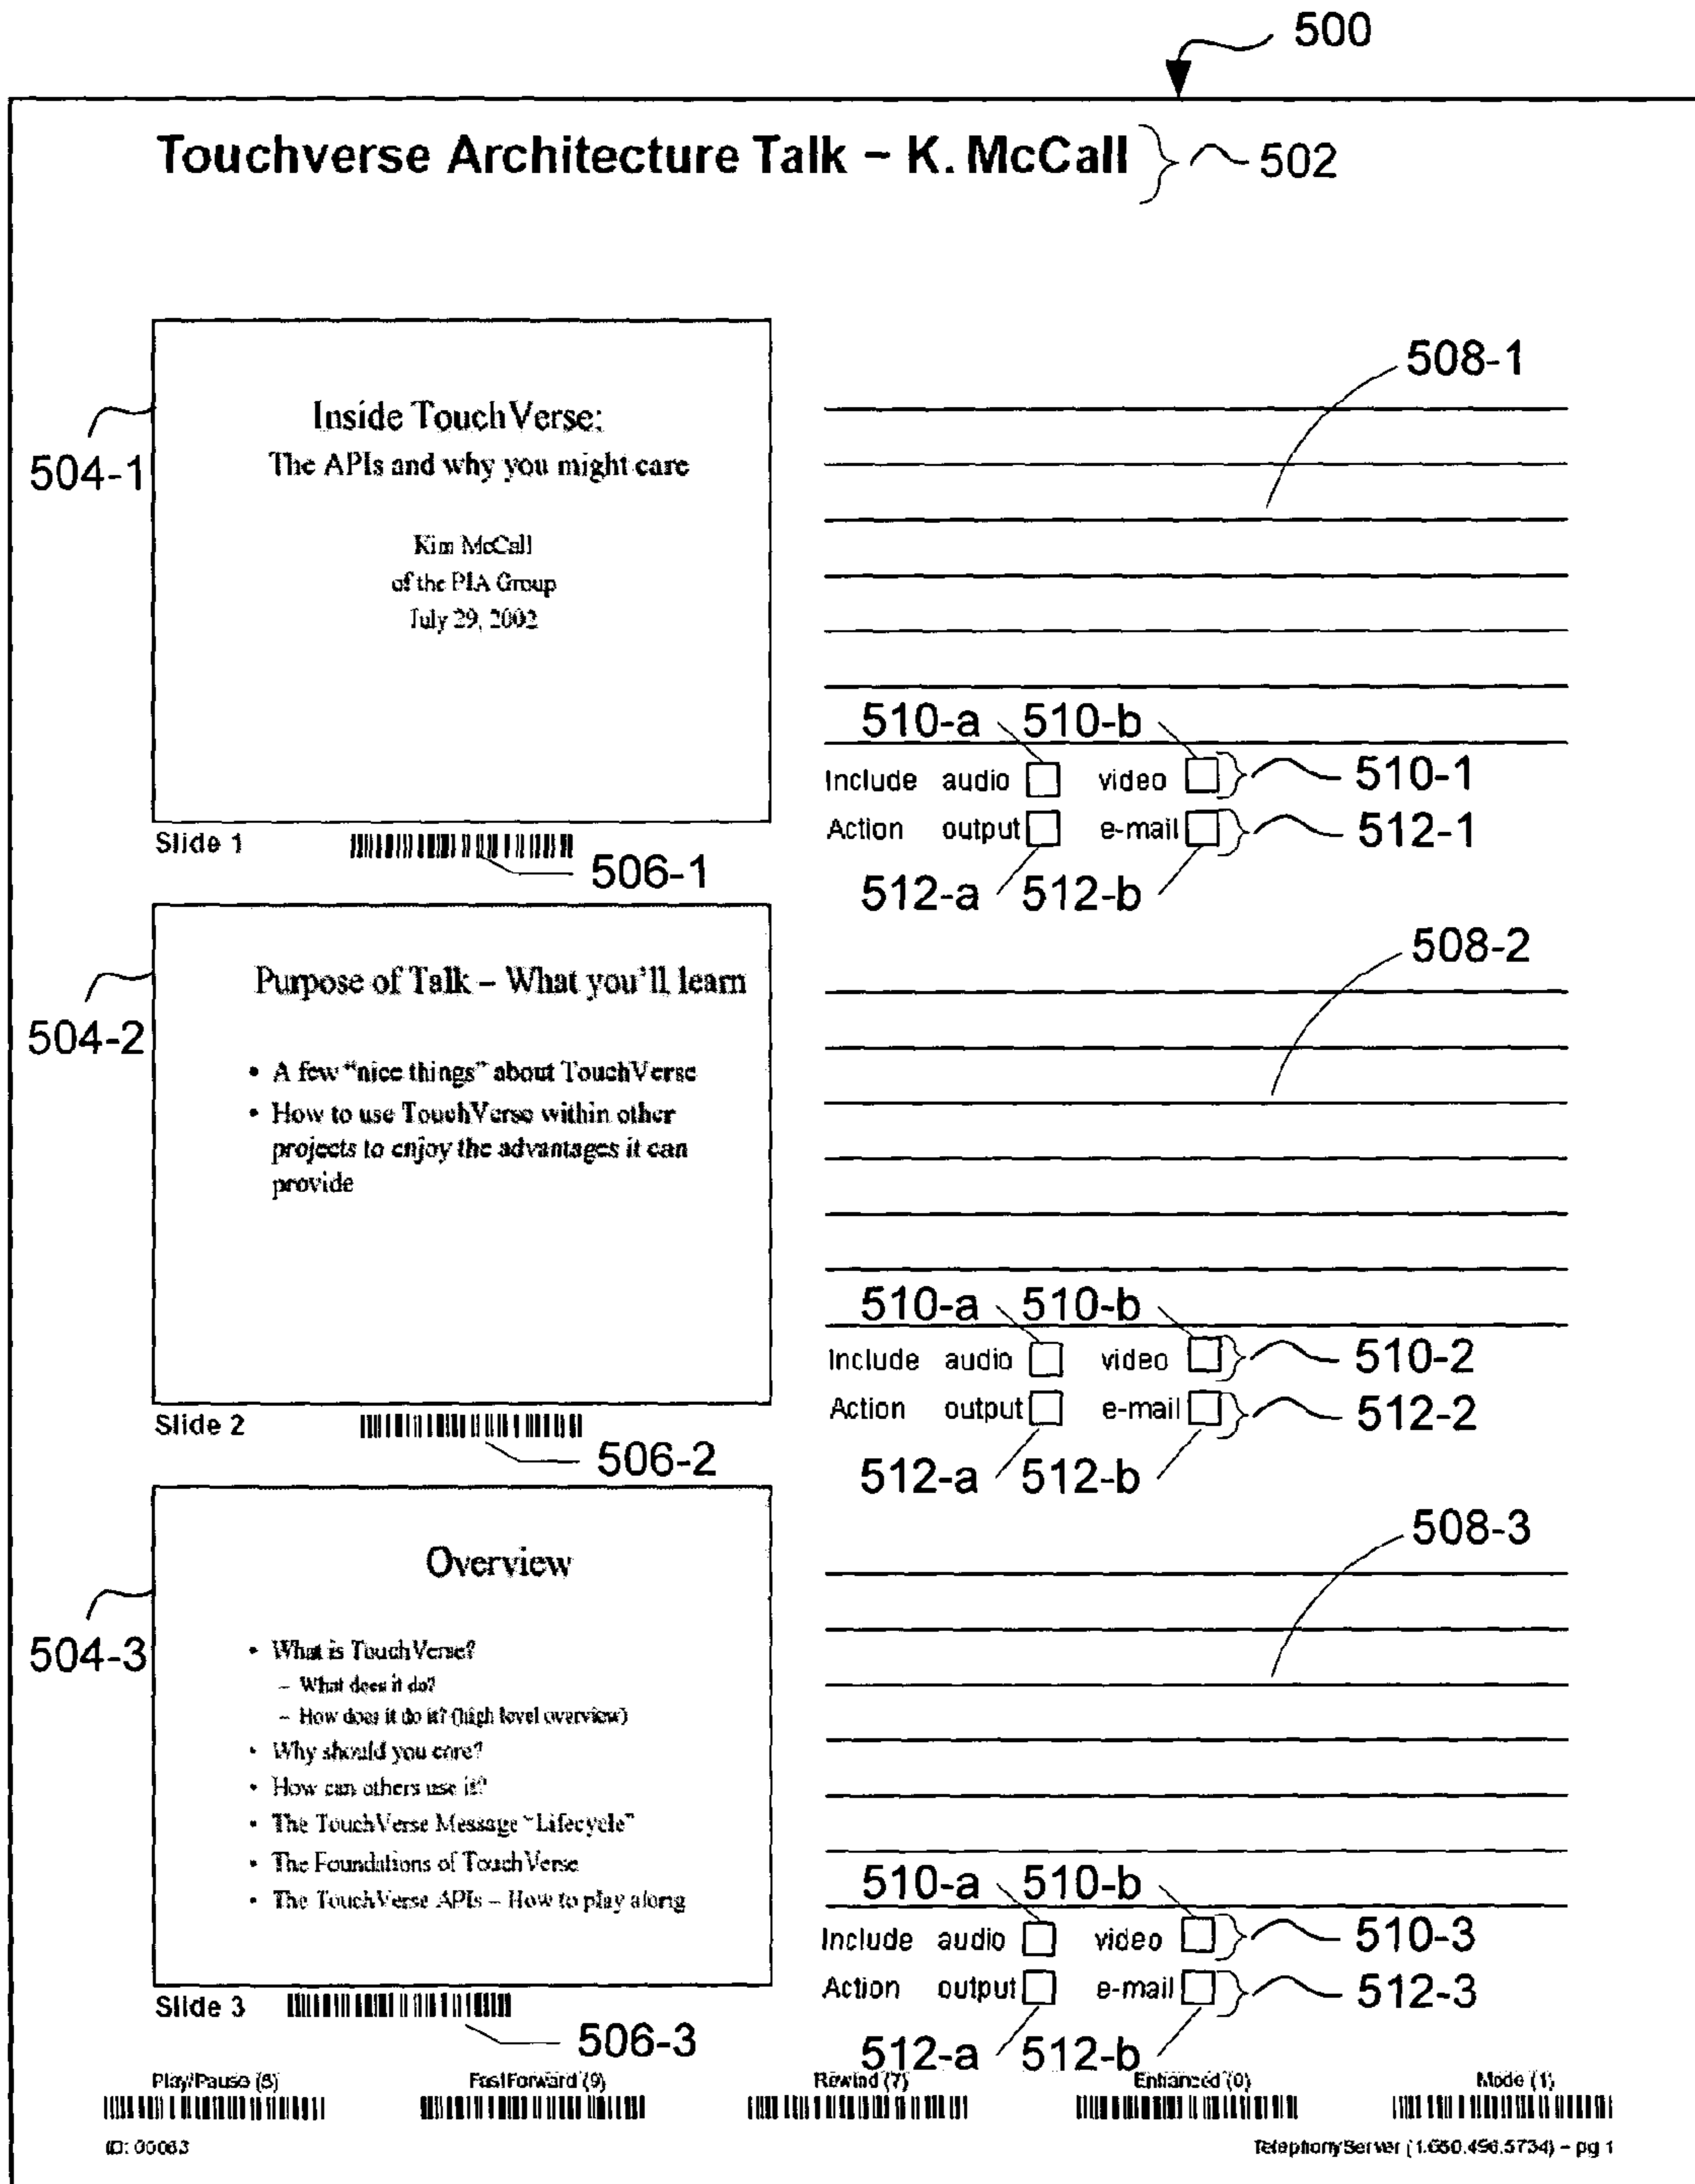 500
Touchverse Architecture Talk – K. McCall
502
504-1
Inside TouchVerse:
The APIs and why you might care
Kim McCall
of the PIA Group
July 29, 2002
508-1
510-a 510-b
Include audio video 510-1
Action output e-mail 512-1
512-a 512-b
Slide 1
506-1
504-2
Purpose of Talk – What you'll learn
• A few "nice things" about TouchVerse
• How to use TouchVerse within other
projects to enjoy the advantages it can
provide
508-2
510-a 510-b
Include audio video 510-2
Action output e-mail 512-2
512-a 512-b
Slide 2
506-2
504-3
Overview
• What is TouchVerse?
– What does it do?
– How does it do it? (high level overview)
• Why should you care?
• How can others use it?
• The TouchVerse Message "Lifecycle"
• The Foundations of TouchVerse
• The TouchVerse APIs – How to play along
508-3
510-a 510-b
Include audio video 510-3
Action output e-mail 512-3
512-a 512-b
Slide 3
506-3
Play/Pause FastForward (9) Rewind (7) Enhanced (0) Mode (1)
ID: 00063
TelephonyServer (1.650.496.5734) – pg 1